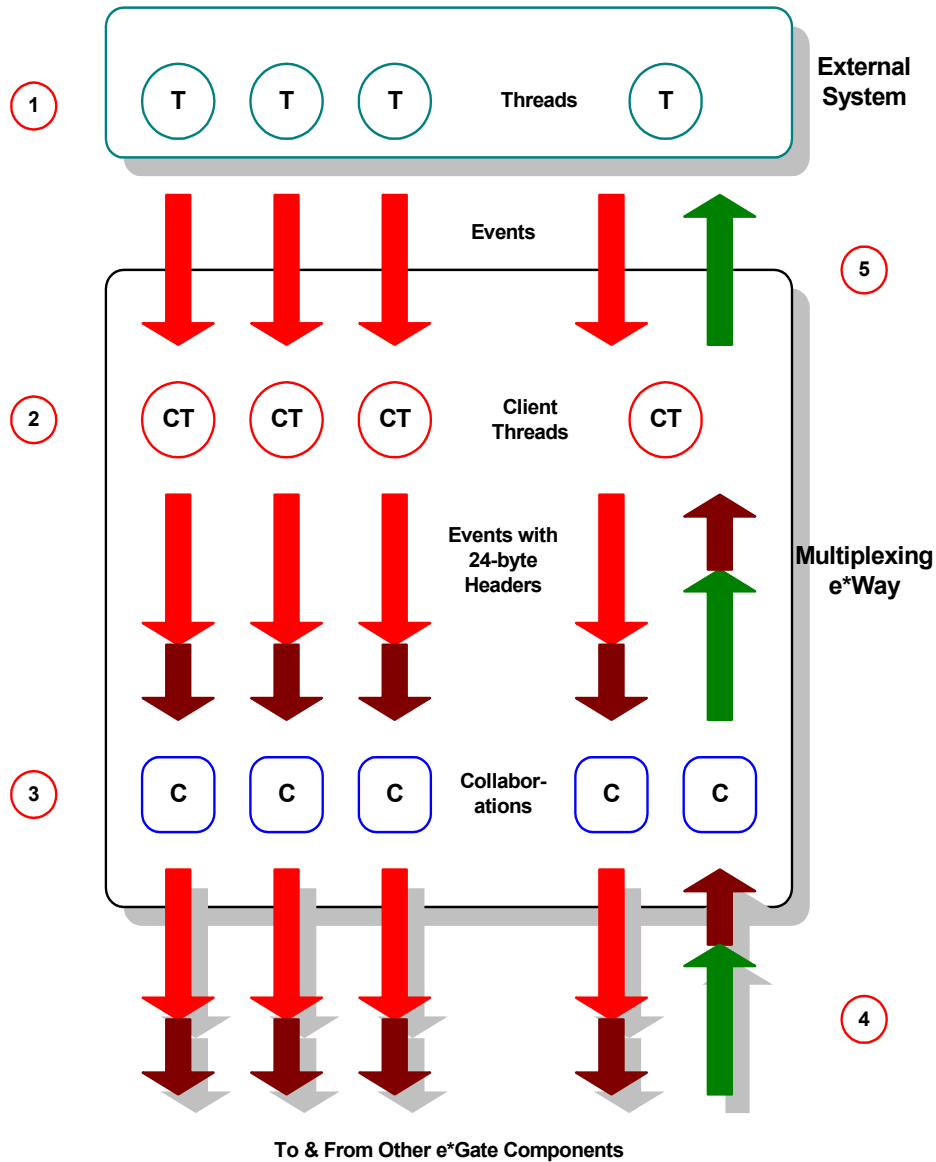 External
System
1
T T T Threads T
Events
5
2
CT CT CT Client
Threads CT
Events with
24-byte
Headers
Multiplexing
e*Way
3
C C C Collabor-
ations C C
4
To & From Other e*Gate Components